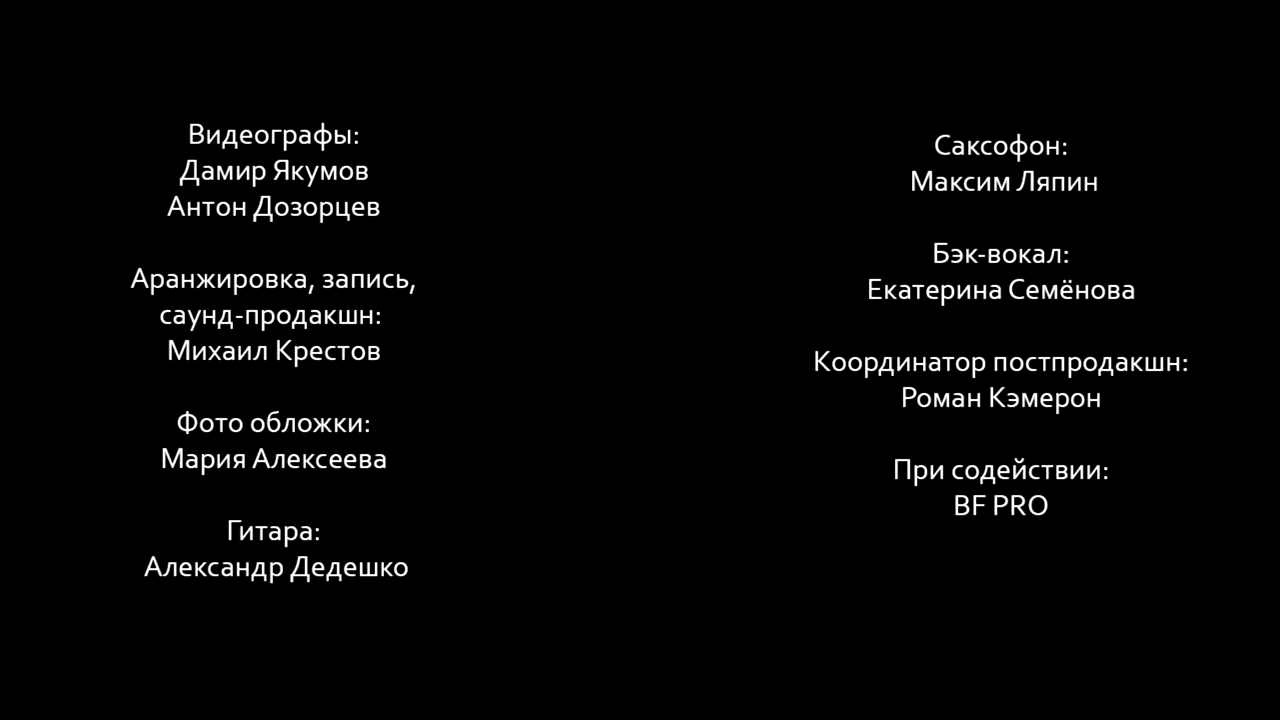 Видеографы:
Дамир Якумов
Антон Дозорцев
Аранжировка, запись,
саунд-продакшн:
Михаил Крестов
Фото обложки:
Мария Алексеева
Гитара:
Александр Дедешко
Саксофон:
Максим Ляпин
Бэк-вокал:
Екатерина Семёнова
Координатор постпродакшн:
Роман Кэмерон
При содействии:
BF PRO